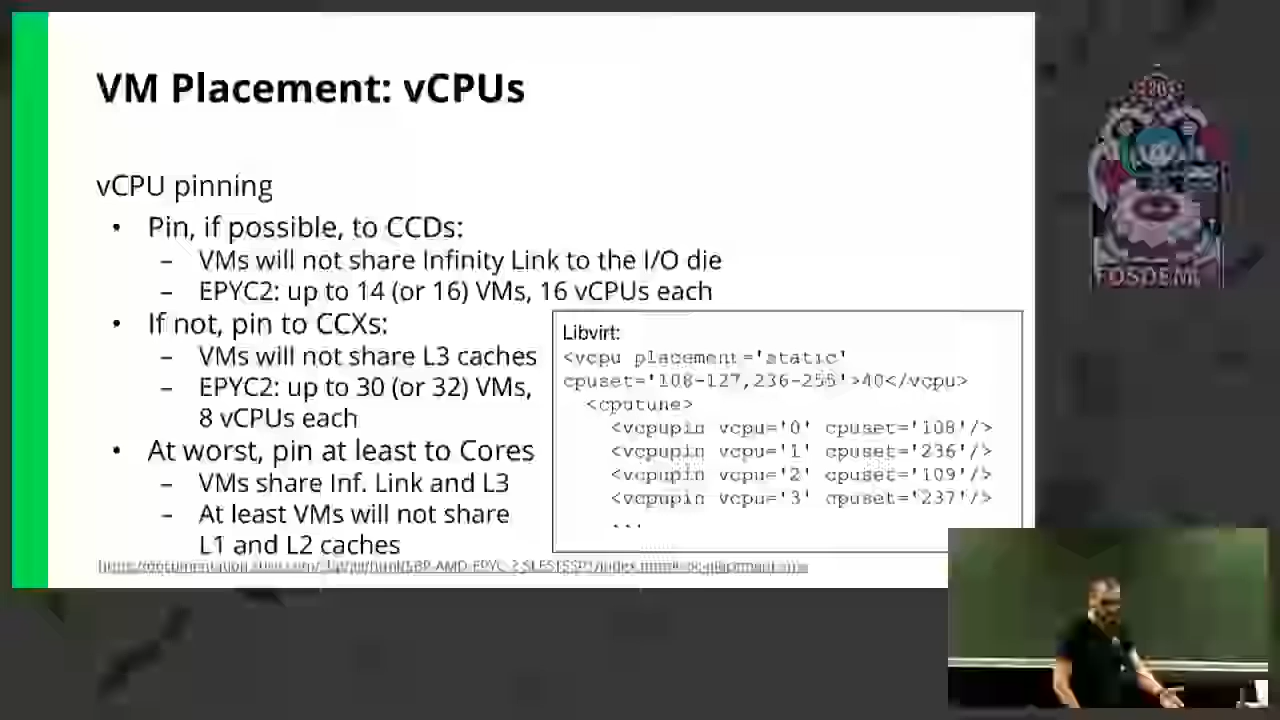 VM Placement: vCPUs
vCPU pinning
• Pin, if possible, to CCDs:
– VMs will not share Infinity Link to the I/O die
– EPYC2: up to 14 (or 16) VMs, 16 vCPUs each
• If not, pin to CCXs:
– VMs will not share L3 caches
– EPYC2: up to 30 (or 32) VMs,
8 vCPUs each
• At worst, pin at least to Cores
– VMs share Inf. Link and L3
– At least VMs will not share
L1 and L2 caches
Libvirt:
<vcpu placement='static'
cpuset='108-127,236-255'>40</vcpu>
<cputune>
<vcpupin vcpu='0' cpuset='108'/>
<vcpupin vcpu='1' cpuset='236'/>
<vcpupin vcpu='2' cpuset='109'/>
<vcpupin vcpu='3' cpuset='237'/>
...
FOSDEM